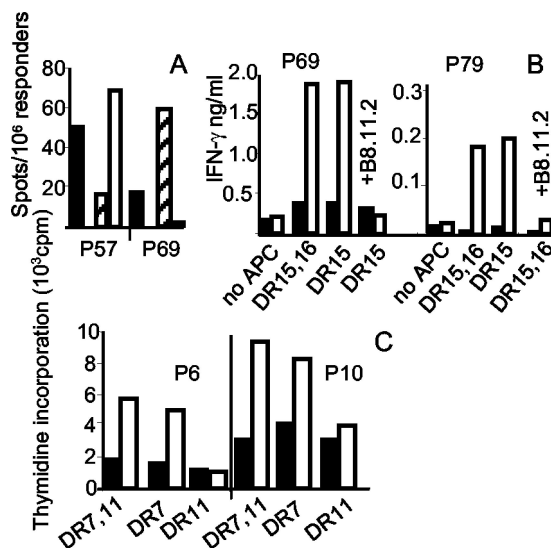 A
Spots/10⁶ responders
80
60
40
20
P57 P69
B
P69
P79
IFN-γ ng/ml
2.0
1.5
1.0
0.5
0.3
0.2
0.1
+B8.11.2
+B8.11.2
no APC
DR15,16
DR15
DR15
no APC
DR15,16
DR15
DR15,16
C
Thymidine incorporation (10³cpm)
10
8
6
4
2
0
P6
P10
DR7,11
DR7
DR11
DR7,11
DR7
DR11